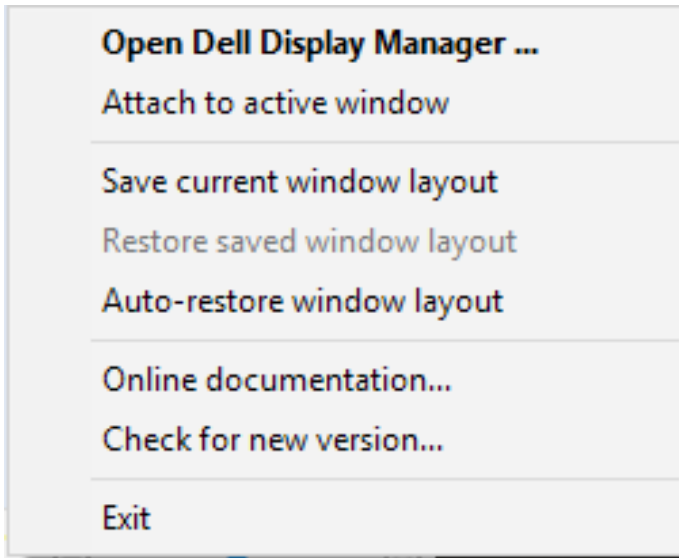 Open Dell Display Manager ...
Attach to active window
Save current window layout
Restore saved window layout
Auto-restore window layout
Online documentation...
Check for new version...
Exit